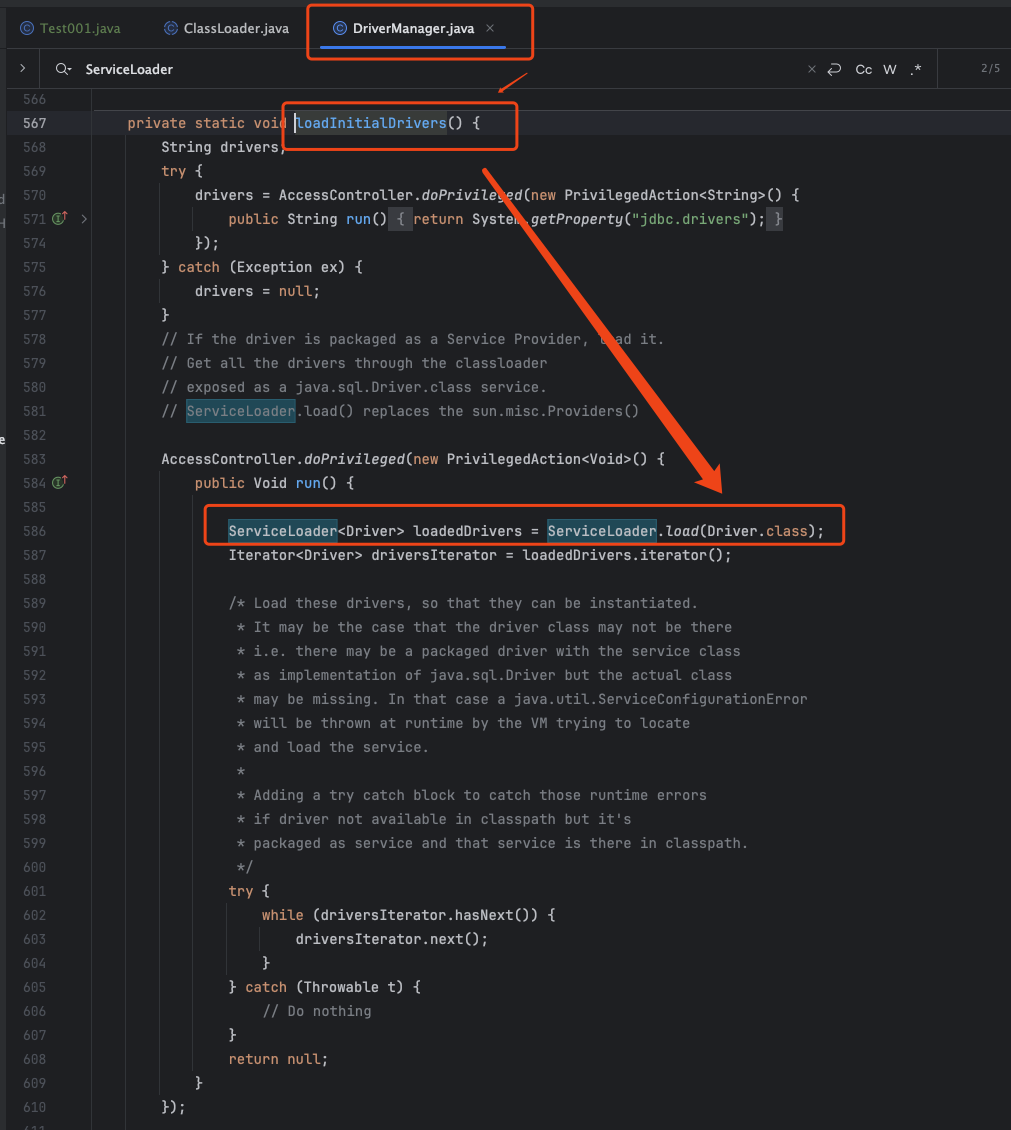 Test001.java ClassLoader.java DriverManager.java
ServiceLoader Cc W .* 2/5
566
567 private static void loadInitialDrivers() {
568 String drivers;
569 try {
570 drivers = AccessController.doPrivileged(new PrivilegedAction<String>() {
571 public String run() { return System.getProperty("jdbc.drivers"); }
574 });
575 } catch (Exception ex) {
576 drivers = null;
577 }
578 // If the driver is packaged as a Service Provider, load it.
579 // Get all the drivers through the classloader
580 // exposed as a java.sql.Driver.class service.
581 // ServiceLoader.load() replaces the sun.misc.Providers()
582
583 AccessController.doPrivileged(new PrivilegedAction<Void>() {
584 public Void run() {
585
586 ServiceLoader<Driver> loadedDrivers = ServiceLoader.load(Driver.class);
587 Iterator<Driver> driversIterator = loadedDrivers.iterator();
588
589 /* Load these drivers, so that they can be instantiated.
590 * It may be the case that the driver class may not be there
591 * i.e. there may be a packaged driver with the service class
592 * as implementation of java.sql.Driver but the actual class
593 * may be missing. In that case a java.util.ServiceConfigurationError
594 * will be thrown at runtime by the VM trying to locate
595 * and load the service.
596 *
597 * Adding a try catch block to catch those runtime errors
598 * if driver not available in classpath but it's
599 * packaged as service and that service is there in classpath.
600 */
601 try {
602 while (driversIterator.hasNext()) {
603 driversIterator.next();
604 }
605 } catch (Throwable t) {
606 // Do nothing
607 }
608 return null;
609 }
610 });